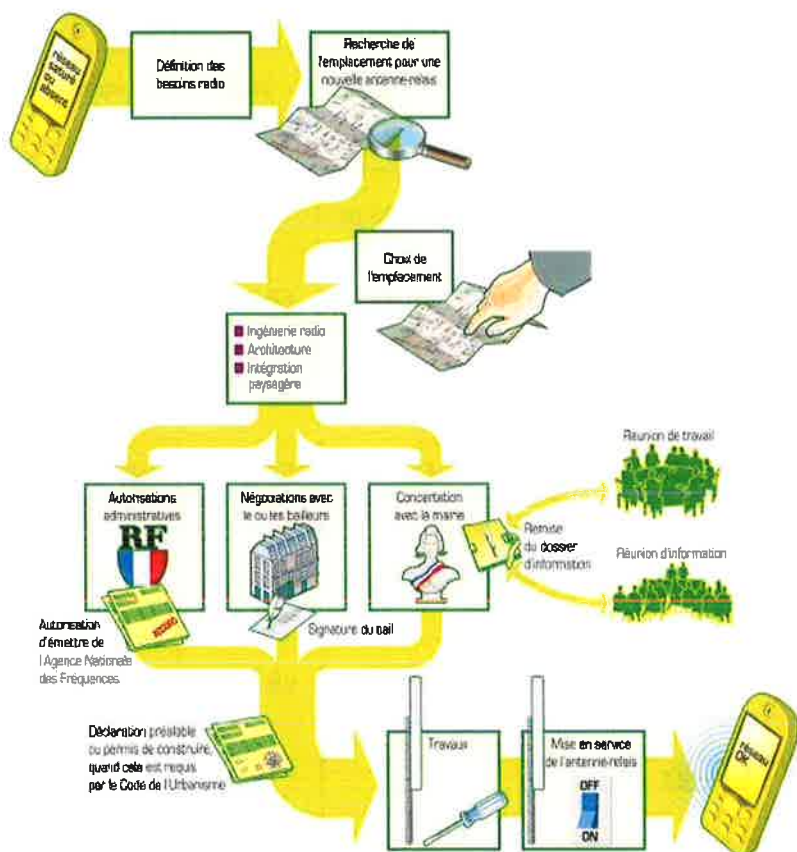 réseau
saturé
ou
absent
Définition des
besoins radio
Recherche de
l'emplacement pour une
nouvelle antenne-relais
Choix de
l'emplacement
Ingénierie radio
Architecture
Intégration
paysagère
Autorisations
administratives
RF
Négociations avec
le ou les bailleurs
Concertation
avec la mairie
Remise
du dossier
d'information
Réunion de travail
Réunion d'information
Autorisation
d'émettre de
l'Agence Nationale
des Fréquences
Signature du bail
Déclaration préalable
ou permis de construire,
quand cela est requis
par le Code de l'Urbanisme
Travaux
Mise en service
de l'antenne-relais
OFF
ON
réseau
OK